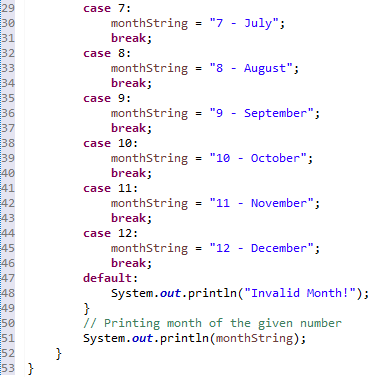 29 case 7:
30 monthString = "7 - July";
31 break;
32 case 8:
33 monthString = "8 - August";
34 break;
35 case 9:
36 monthString = "9 - September";
37 break;
38 case 10:
39 monthString = "10 - October";
40 break;
41 case 11:
42 monthString = "11 - November";
43 break;
44 case 12:
45 monthString = "12 - December";
46 break;
47 default:
48 System.out.println("Invalid Month!");
49 }
50 // Printing month of the given number
51 System.out.println(monthString);
52 }
53 }